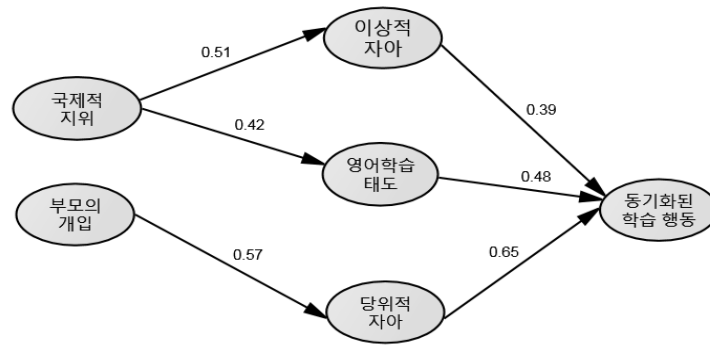 이상적
자아
0.51
국제적
지위
0.39
0.42
영어학습
태도
0.48
부모의
개입
동기화된
학습 행동
0.57
0.65
당위적
자아